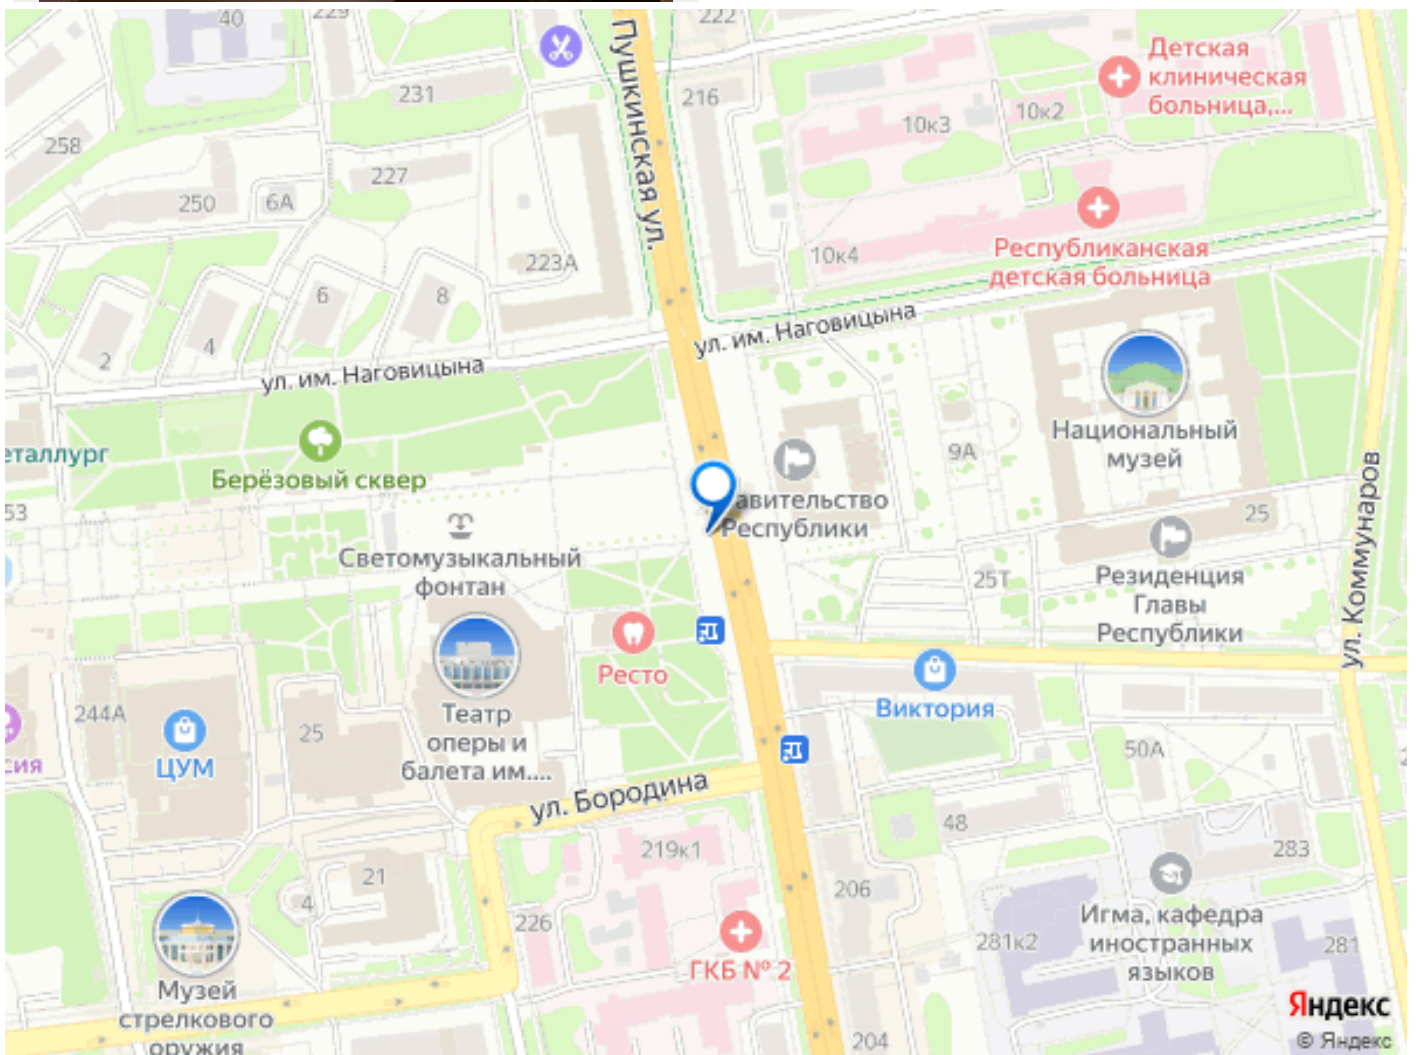 40
229
222
Пушкинская ул.
231
216
Детская
клиническая
больница,...
10к3
10к2
258
227
250
6А
223А
10к4
Республиканская
детская больница
6
8
4
2
ул. им. Наговицына
ул. им. Наговицына
еталлург
Берёзовый сквер
53
Национальный
музей
9А
авительство
Республики
25
Светомузыкальный
фонтан
25Т
Резиденция
Главы
Республики
ул. Коммунаров
Ресто
Виктория
244А
25
ЦУМ
сия
Театр
оперы и
балета им....
50А
ул. Бородина
48
219к1
283
21
206
4
226
Игма, кафедра
иностранных
языков
281к2
281
ГКБ № 2
Музей
стрелкового
оружия
204
Яндекс
© Яндекс